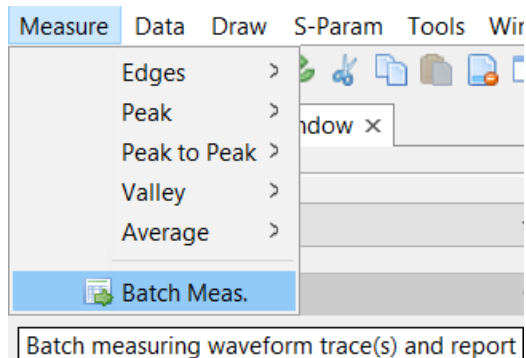 Measure Data Draw S-Param Tools
Edges
Peak
ndow ×
Peak to Peak
Valley
Average
Batch Meas.
Batch measuring waveform trace(s) and report